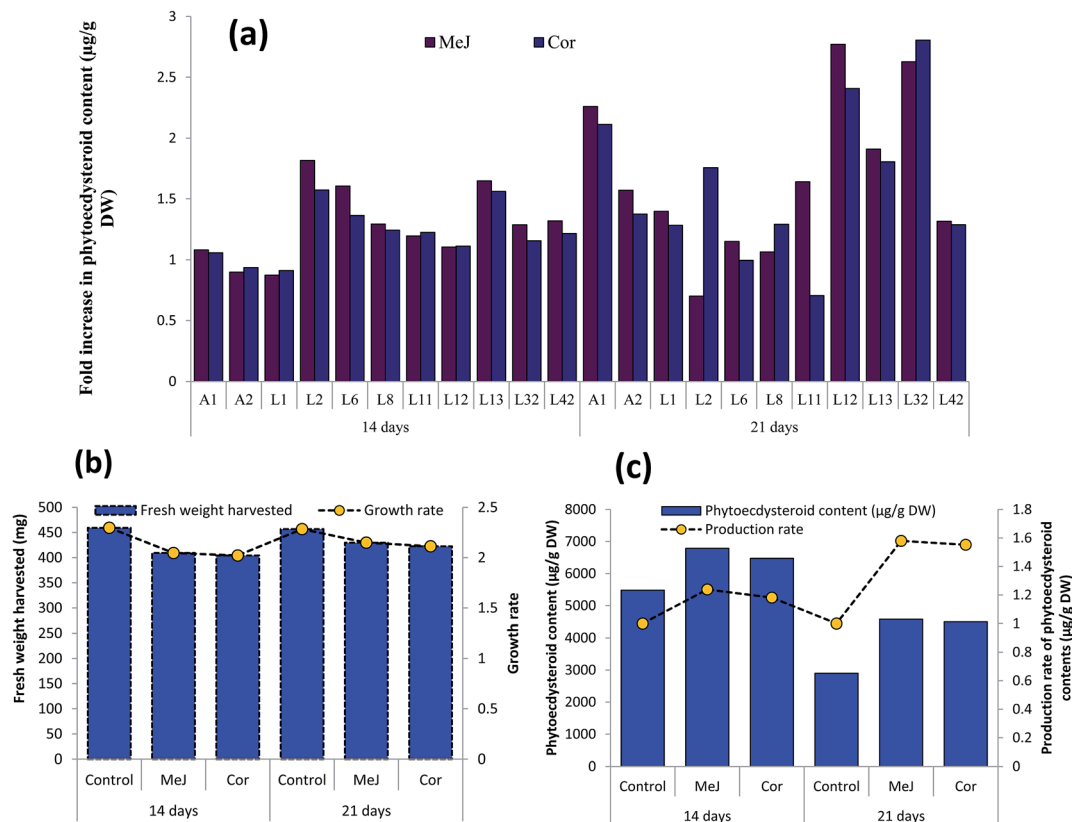 (a)
MeJ Cor
Fold increase in phytoecdysteroid content (µg/g
DW)
3
2.5
2
1.5
1
0.5
0
A1 A2 L1 L2 L6 L8 L11 L12 L13 L32 L42 A1 A2 L1 L2 L6 L8 L11 L12 L13 L32 L42
14 days 21 days
(b)
Fresh weight harvested Growth rate
Fresh weight harvested (mg)
500
450
400
350
300
250
200
150
100
50
0
2.5
2
1.5
1
0.5
0
Growth rate
Control MeJ Cor Control MeJ Cor
14 days 21 days
(c)
Phytoecdysteroid content (µg/g DW)
Production rate
Phytoecdysteroid content (µg/g DW)
8000
7000
6000
5000
4000
3000
2000
1000
0
1.8
1.6
1.4
1.2
1
0.8
0.6
0.4
0.2
0
Production rate of phytoecdysteroid
contents (µg/g DW)
Control MeJ Cor Control MeJ Cor
14 days 21 days